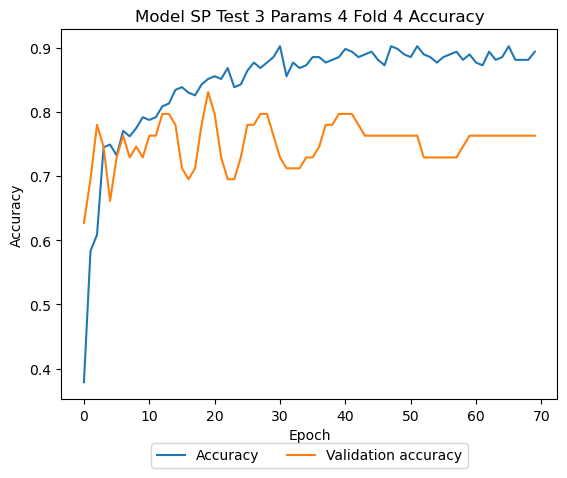 Model SP Test 3 Params 4 Fold 4 Accuracy
0.9
0.8
0.7
0.6
0.5
0.4
Accuracy
0 10 20 30 40 50 60 70
Epoch
Accuracy Validation accuracy